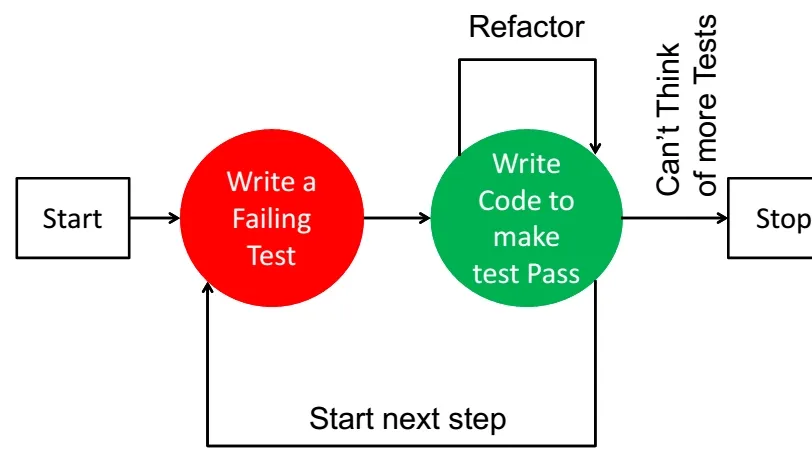 Refactor
Can't Think
of more Tests
Start
Write a
Failing
Test
Write
Code to
make
test Pass
Stop
Start next step